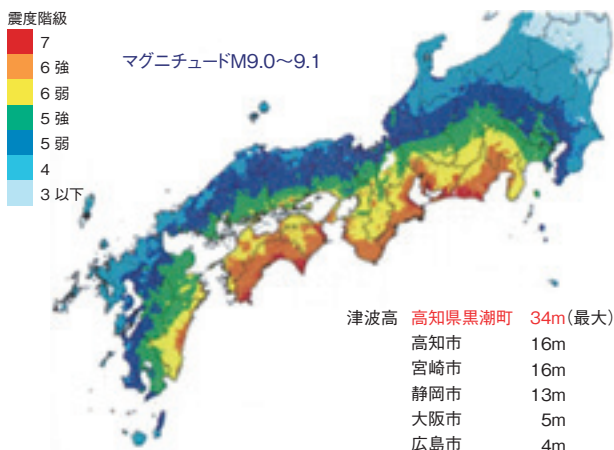 震度階級
7
6 強
6 弱
5 強
5 弱
4
3 以下
マグニチュードM9.0～9.1
津波高 高知県黒潮町 34m(最大)
高知市 16m
宮崎市 16m
静岡市 13m
大阪市 5m
広島市 4m